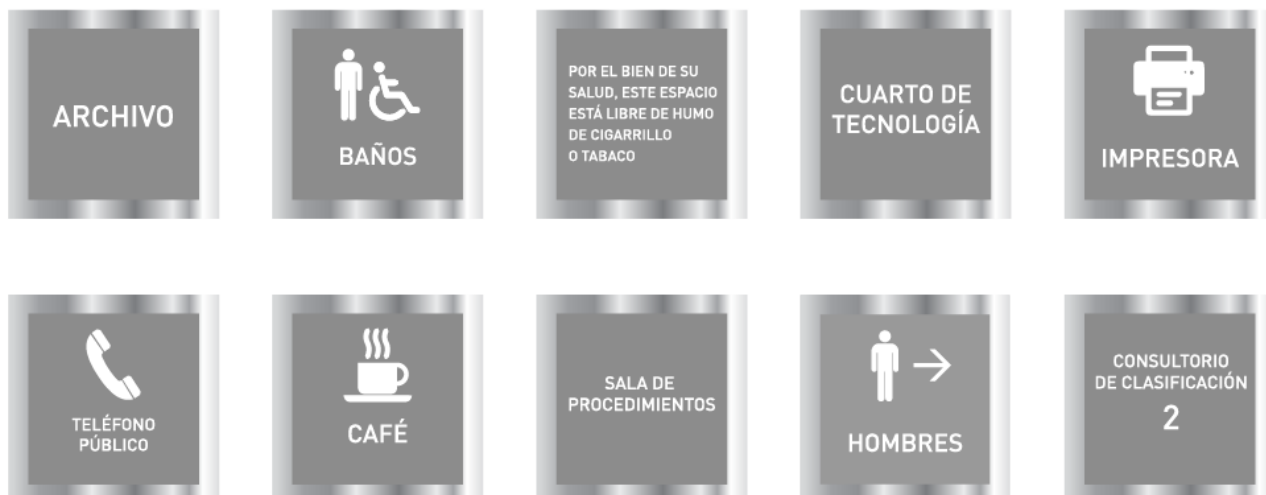 ARCHIVO
BAÑOS
POR EL BIEN DE SU
SALUD, ESTE ESPACIO
ESTÁ LIBRE DE HUMO
DE CIGARRILLO
O TABACO
CUARTO DE
TECNOLOGÍA
IMPRESORA
TELÉFONO
PÚBLICO
CAFÉ
SALA DE
PROCEDIMIENTOS
HOMBRES
CONSULTORIO
DE CLASIFICACIÓN
2